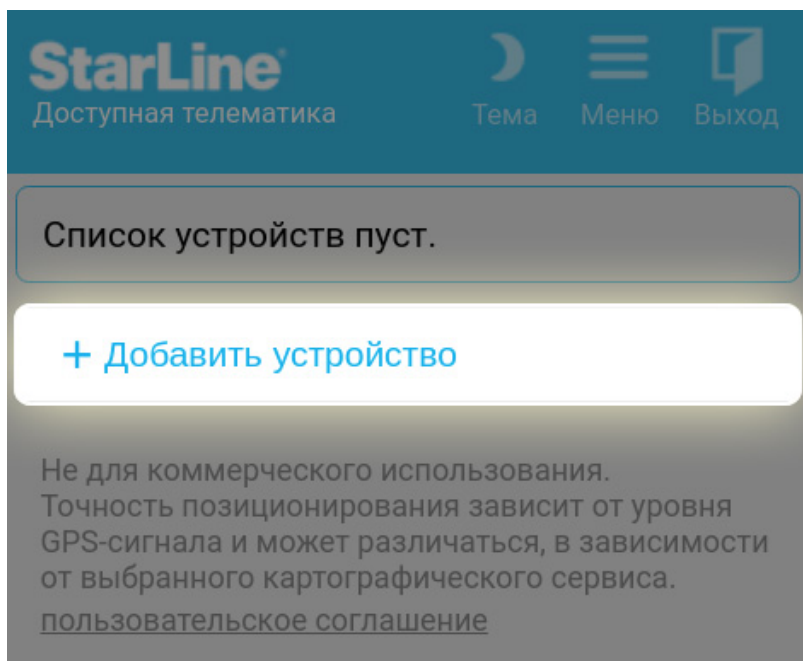 StarLine
Доступная телематика
Тема
Меню
Выход
Список устройств пуст.
+ Добавить устройство
Не для коммерческого использования.
Точность позиционирования зависит от уровня
GPS-сигнала и может различаться, в зависимости
от выбранного картографического сервиса.
пользовательское соглашение